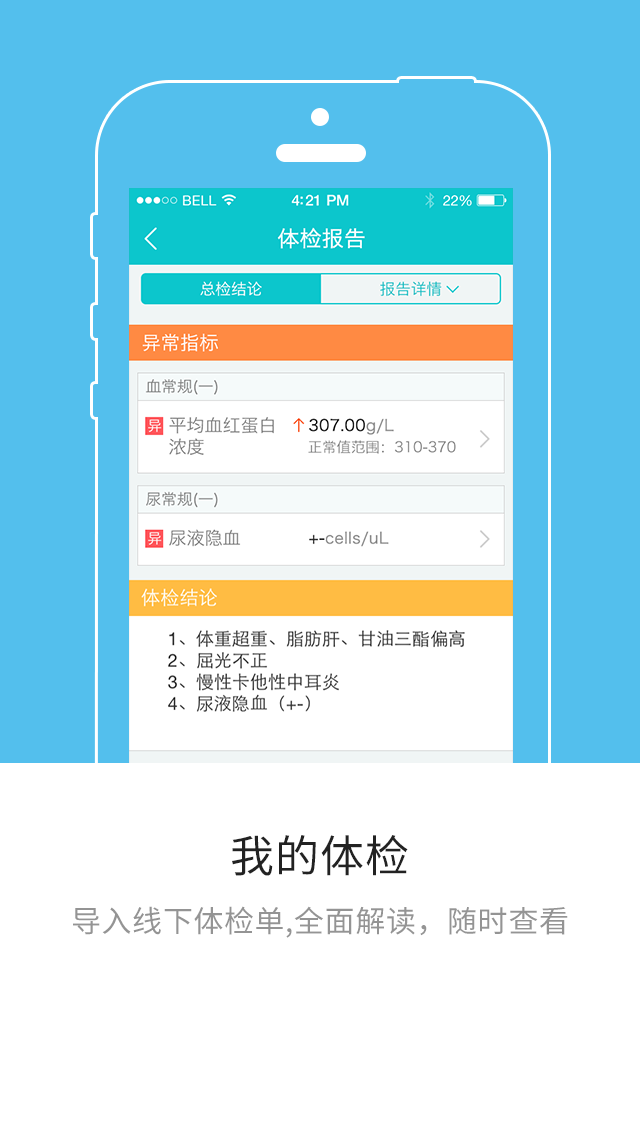 BELL 4:21 PM 22%
体检报告
总检结论 报告详情
异常指标
血常规(一)
异 平均血红蛋白 ↑307.00g/L
浓度 正常值范围：310-370
尿常规(一)
异 尿液隐血 +-cells/uL
体检结论
1、体重超重、脂肪肝、甘油三酯偏高
2、屈光不正
3、慢性卡他性中耳炎
4、尿液隐血（+-）
我的体检
导入线下体检单,全面解读，随时查看